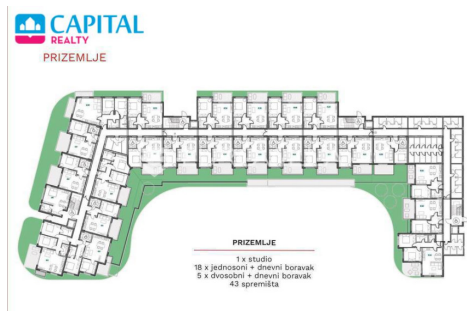 CAPITAL
REALTY
PRIZEMLJE
PRIZEMLJE
1 x studio
18 x jednosoni + dnevni boravak
5 x dvosobni + dnevni boravak
43 spremišta